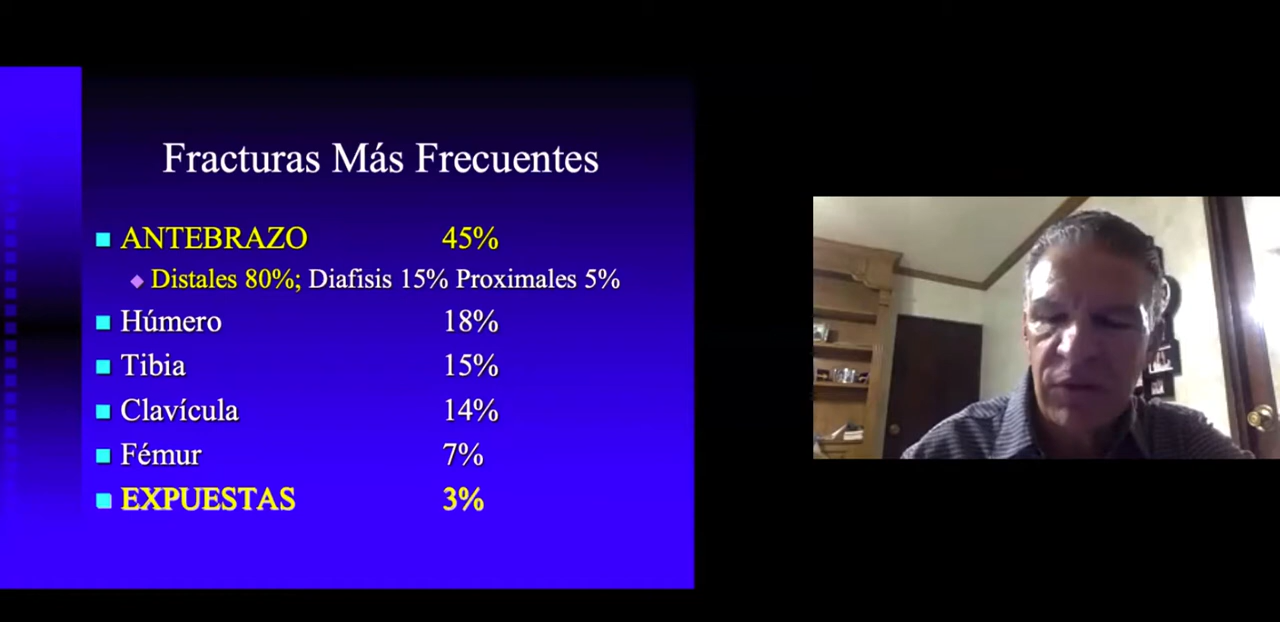 Fracturas Más Frecuentes
ANTEBRAZO 45%
Distales 80%; Diafisis 15% Proximales 5%
Húmero 18%
Tibia 15%
Clavícula 14%
Fémur 7%
EXPUESTAS 3%